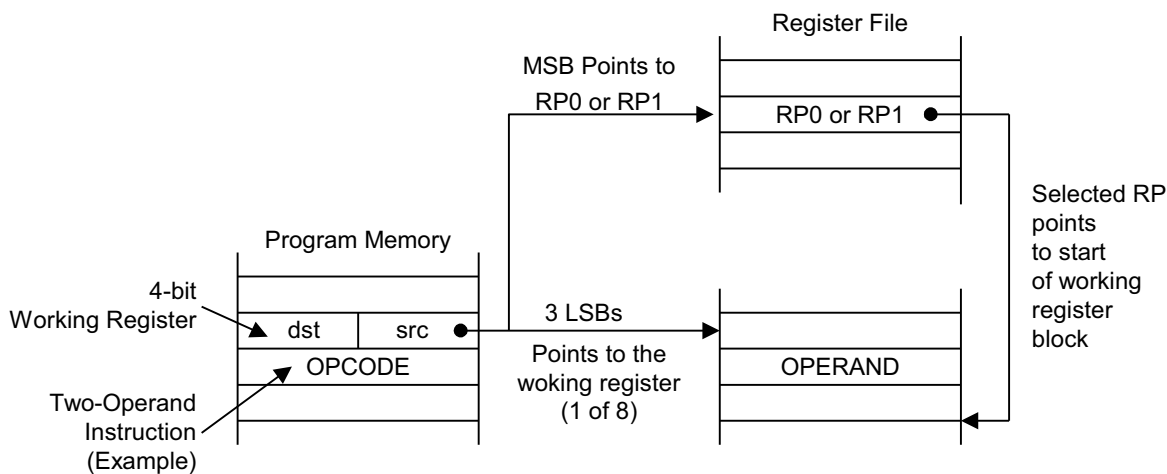 Register File
MSB Points to
RP0 or RP1
RP0 or RP1
Selected RP
points
to start
of working
register
block
Program Memory
4-bit
Working Register
dst
src
3 LSBs
Points to the
woking register
(1 of 8)
OPCODE
OPERAND
Two-Operand
Instruction
(Example)